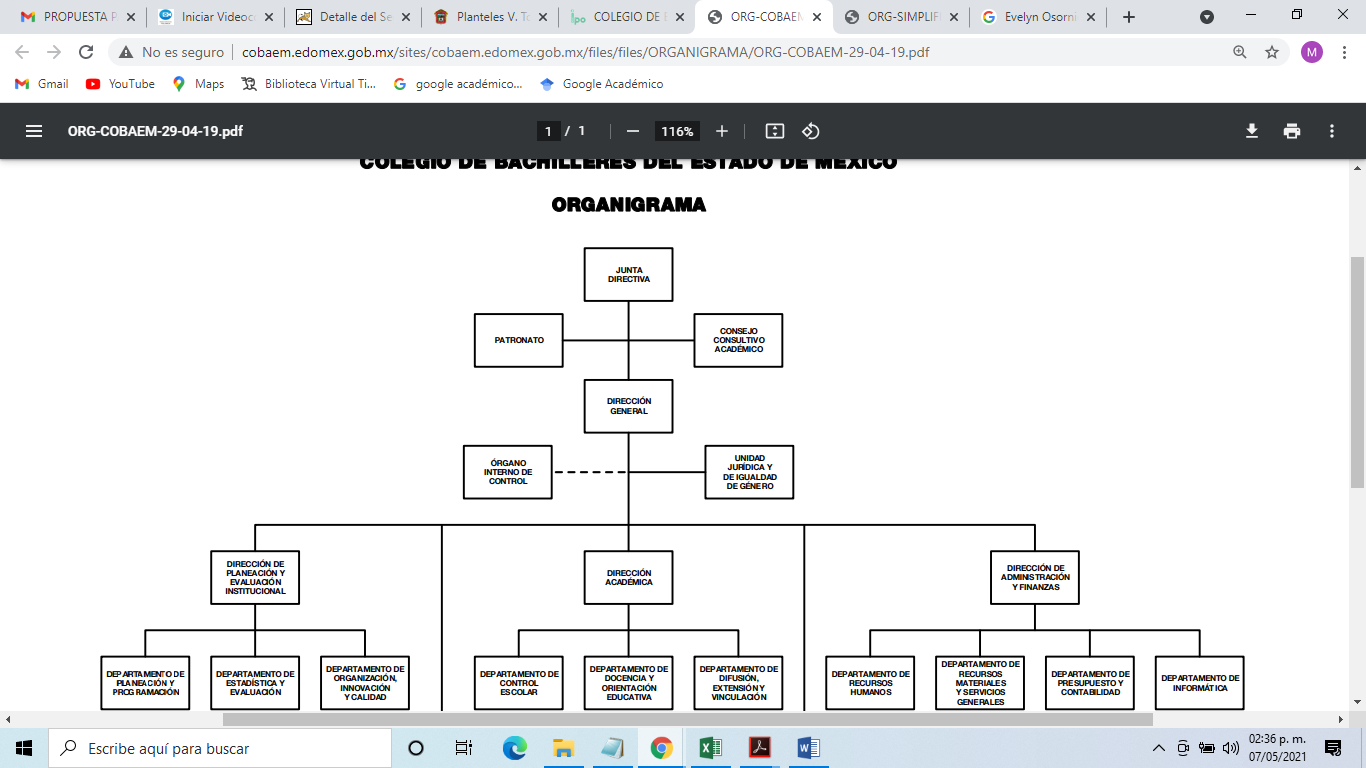 PROPUESTA P
Iniciar Videoc
Detalle del Se
Planteles V. To
COLEGIO DE
ORG-COBAEM
ORG-SIMPLIF
Evelyn Osorni
No es seguro
cobaem.edomex.gob.mx/sites/cobaem.edomex.gob.mx/files/files/ORGANIGRAMA/ORG-COBAEM-29-04-19.pdf
M
Gmail
YouTube
Maps
Biblioteca Virtual Ti...
google académico...
Google Académico
ORG-COBAEM-29-04-19.pdf
1 / 1
116%
COLEGIO DE BACHILLERES DEL ESTADO DE MÉXICO
ORGANIGRAMA
JUNTA
DIRECTIVA
PATRONATO
CONSEJO
CONSULTIVO
ACADÉMICO
DIRECCIÓN
GENERAL
ÓRGANO
INTERNO DE
CONTROL
UNIDAD
JURÍDICA Y
DE IGUALDAD
DE GÉNERO
DIRECCIÓN DE
PLANEACIÓN Y
EVALUACIÓN
INSTITUCIONAL
DIRECCIÓN
ACADÉMICA
DIRECCIÓN DE
ADMINISTRACIÓN
Y FINANZAS
DEPARTAMENTO DE
PLANEACIÓN Y
PROGRAMACIÓN
DEPARTAMENTO DE
ESTADÍSTICA Y
EVALUACIÓN
DEPARTAMENTO DE
ORGANIZACIÓN,
INNOVACIÓN
Y CALIDAD
DEPARTAMENTO DE
CONTROL
ESCOLAR
DEPARTAMENTO DE
DOCENCIA Y
ORIENTACIÓN
EDUCATIVA
DEPARTAMENTO DE
DIFUSIÓN,
EXTENSIÓN Y
VINCULACIÓN
DEPARTAMENTO DE
RECURSOS
HUMANOS
DEPARTAMENTO DE
RECURSOS
MATERIALES
Y SERVICIOS
GENERALES
DEPARTAMENTO DE
PRESUPUESTO Y
CONTABILIDAD
DEPARTAMENTO DE
INFORMÁTICA
Escribe aquí para buscar
02:36 p. m.
07/05/2021